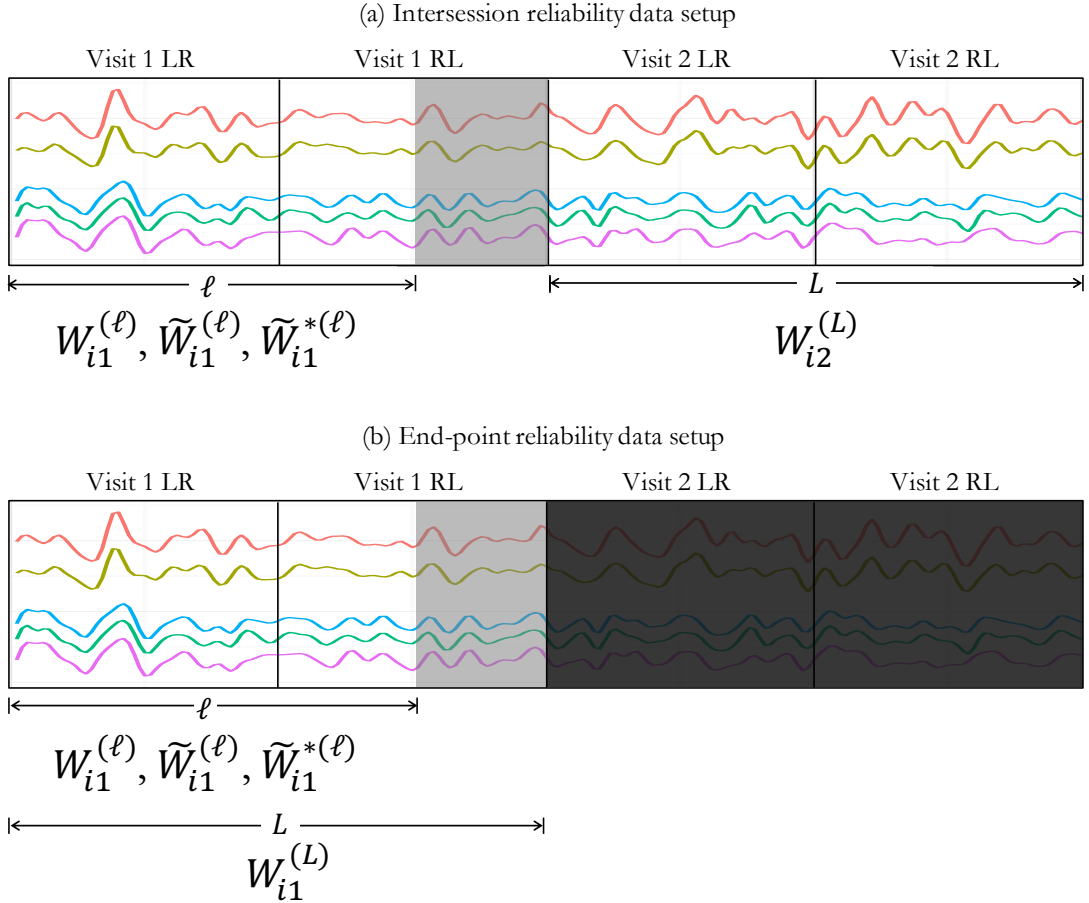 (a) Intersession reliability data setup
Visit 1 LR Visit 1 RL Visit 2 LR Visit 2 RL
ℓ L
W_{i1}^{(ℓ)}, W̃_{i1}^{(ℓ)}, W̃_{i1}^{*(ℓ)} W_{i2}^{(L)}
(b) End-point reliability data setup
Visit 1 LR Visit 1 RL Visit 2 LR Visit 2 RL
ℓ
W_{i1}^{(ℓ)}, W̃_{i1}^{(ℓ)}, W̃_{i1}^{*(ℓ)}
L
W_{i1}^{(L)}